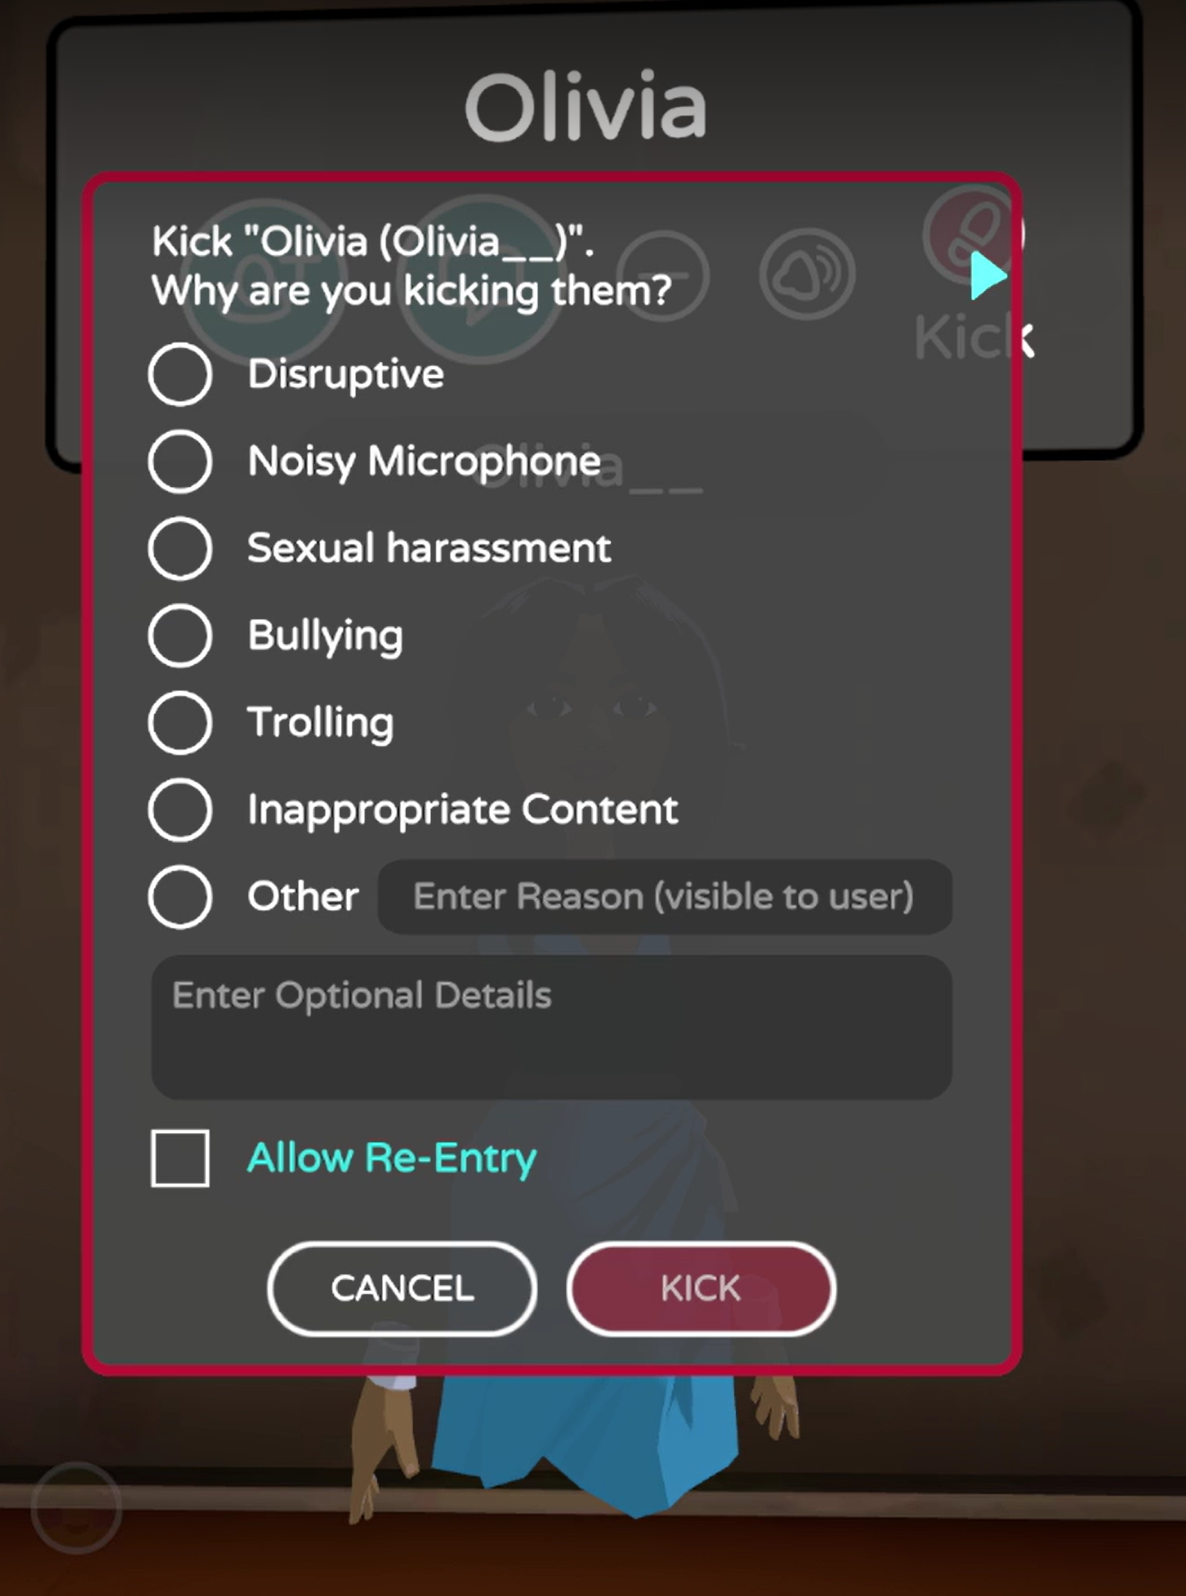 Olivia
Kick "Olivia (Olivia__)".
Why are you kicking them?
Kick
Disruptive
Noisy Microphone
Olivia__
Sexual harassment
Bullying
Trolling
Inappropriate Content
Other
Enter Reason (visible to user)
Enter Optional Details
Allow Re-Entry
CANCEL
KICK